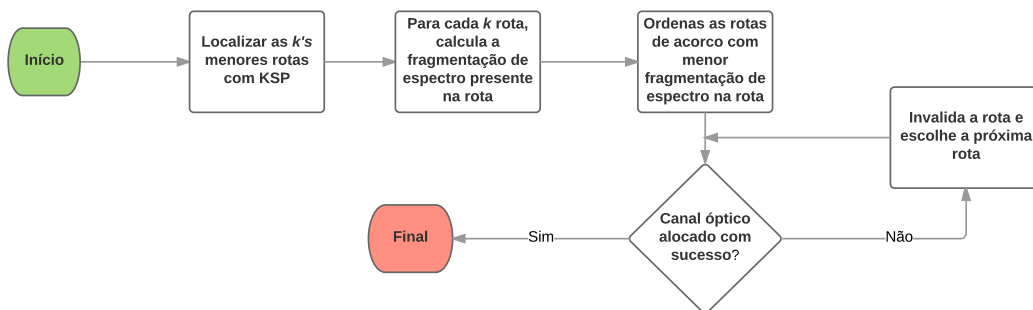 Início
Localizar as k's
menores rotas
com KSP
Para cada k rota,
calcula a
fragmentação de
espectro presente
na rota
Ordenas as rotas
de acorco com
menor
fragmentação de
espectro na rota
Invalida a rota e
escolhe a próxima
rota
Canal óptico
alocado com
sucesso?
Sim
Não
Final